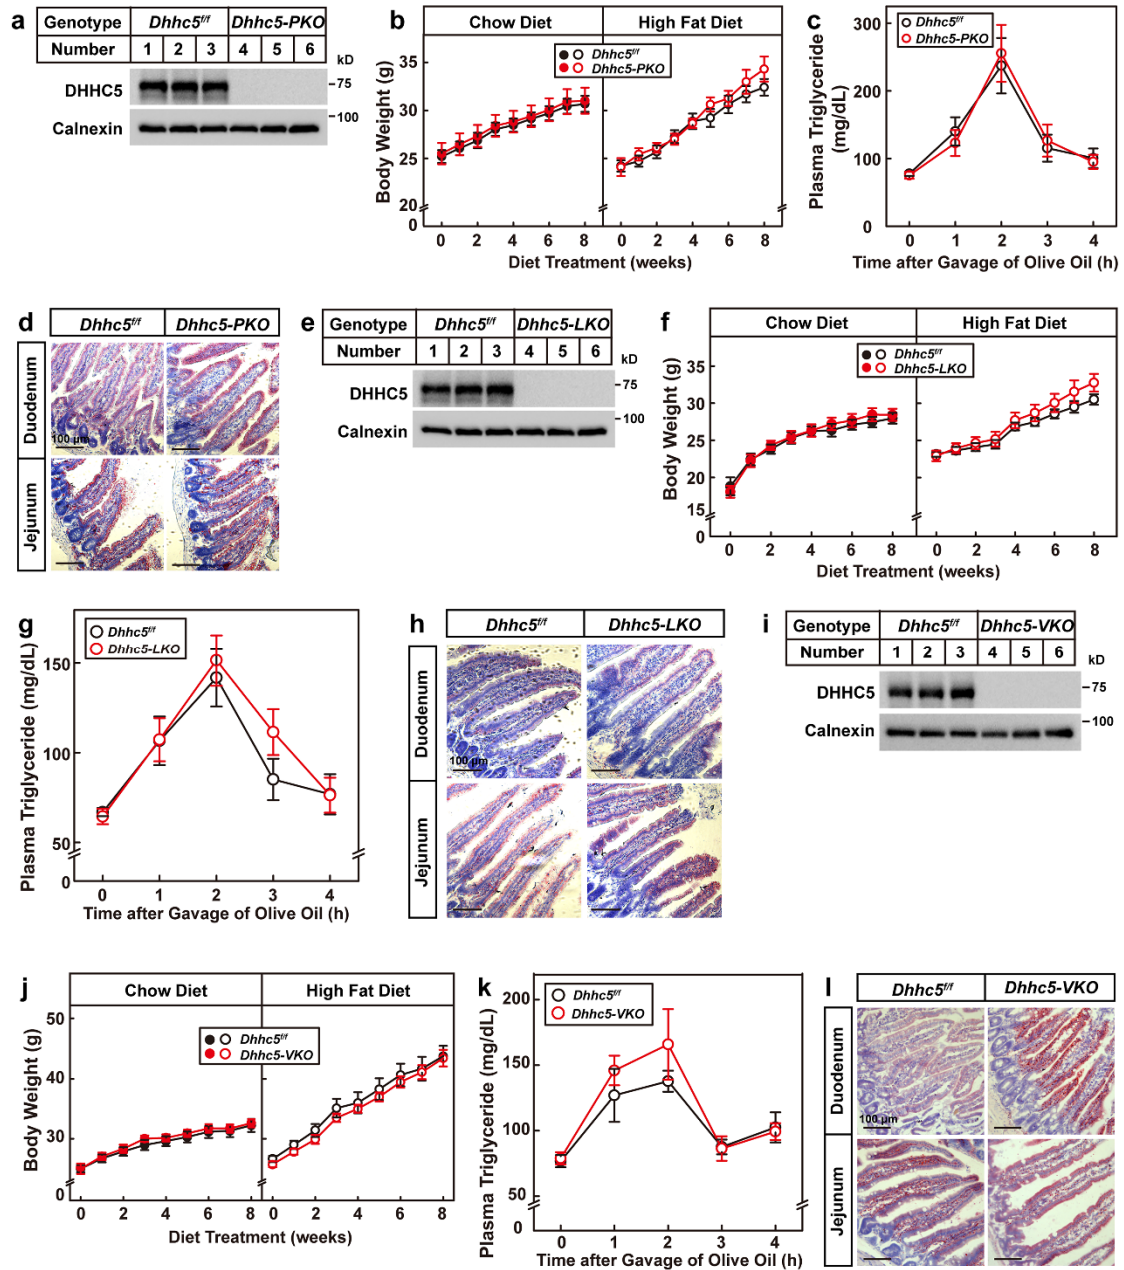 a
Genotype Dhhc5f/f Dhhc5-PKO
Number 1 2 3 4 5 6
kD
DHHC5 75
100
Calnexin
b
Chow Diet High Fat Diet
Dhhc5f/f
Dhhc5-PKO
Body Weight (g)
35
30
25
20
0
0 2 4 6 8 0 2 4 6 8
Diet Treatment (weeks)
c
Dhhc5f/f
Dhhc5-PKO
Plasma Triglyceride
(mg/dL)
300
200
100
0
0 1 2 3 4
Time after Gavage of Olive Oil (h)
d
Dhhc5f/f Dhhc5-PKO
Duodenum
100 μm
Jejunum
e
Genotype Dhhc5f/f Dhhc5-LKO
Number 1 2 3 4 5 6
kD
DHHC5 75
100
Calnexin
f
Chow Diet High Fat Diet
Dhhc5f/f
Dhhc5-LKO
Body Weight (g)
35
30
25
20
15
0
0 2 4 6 8 0 2 4 6 8
Diet Treatment (weeks)
g
Dhhc5f/f
Dhhc5-LKO
Plasma Triglyceride (mg/dL)
150
100
50
0
0 1 2 3 4
Time after Gavage of Olive Oil (h)
h
Dhhc5f/f Dhhc5-LKO
Duodenum
100 μm
Jejunum
i
Genotype Dhhc5f/f Dhhc5-VKO
Number 1 2 3 4 5 6
kD
DHHC5 75
100
Calnexin
j
Chow Diet High Fat Diet
Dhhc5f/f
Dhhc5-VKO
Body Weight (g)
50
40
30
0
0 2 4 6 8 0 2 4 6 8
Diet Treatment (weeks)
k
Dhhc5f/f
Dhhc5-VKO
Plasma Triglyceride (mg/dL)
200
150
100
50
0
0 1 2 3 4
Time after Gavage of Olive Oil (h)
l
Dhhc5f/f Dhhc5-VKO
Duodenum
100 μm
Jejunum